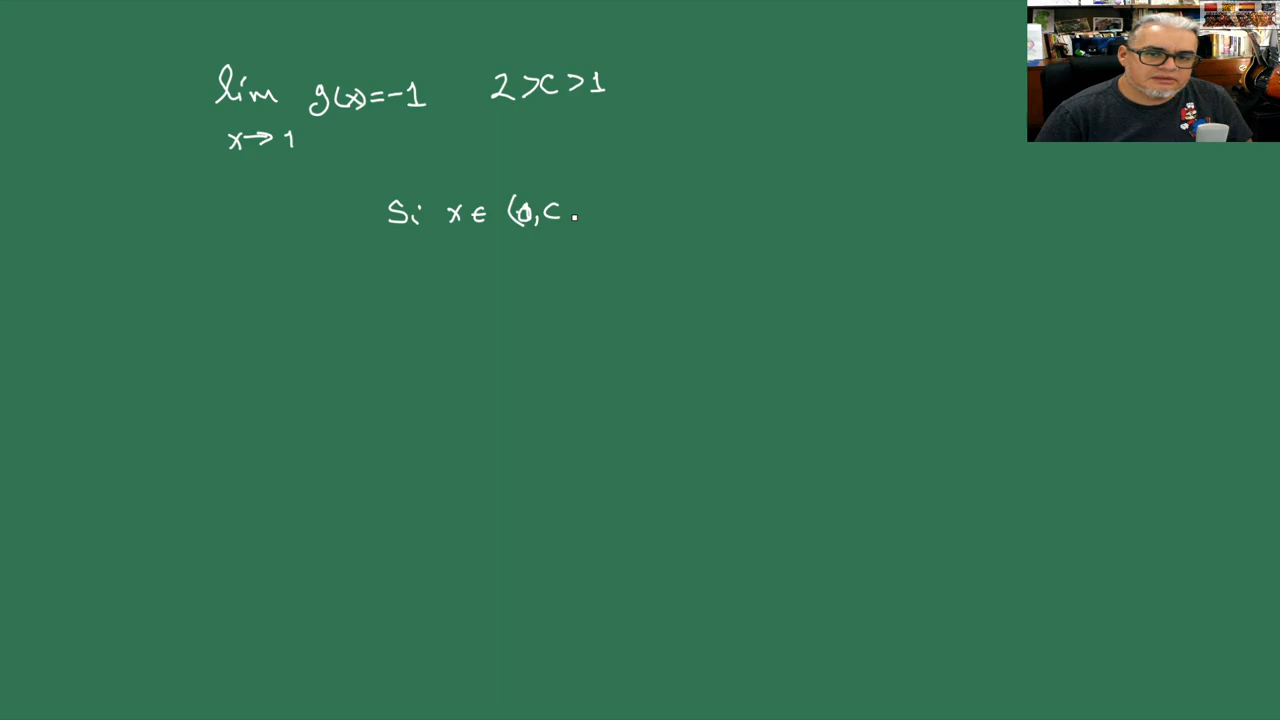 lim g(x)=-1 2>c>1
x→1
Si x∈ (0,c